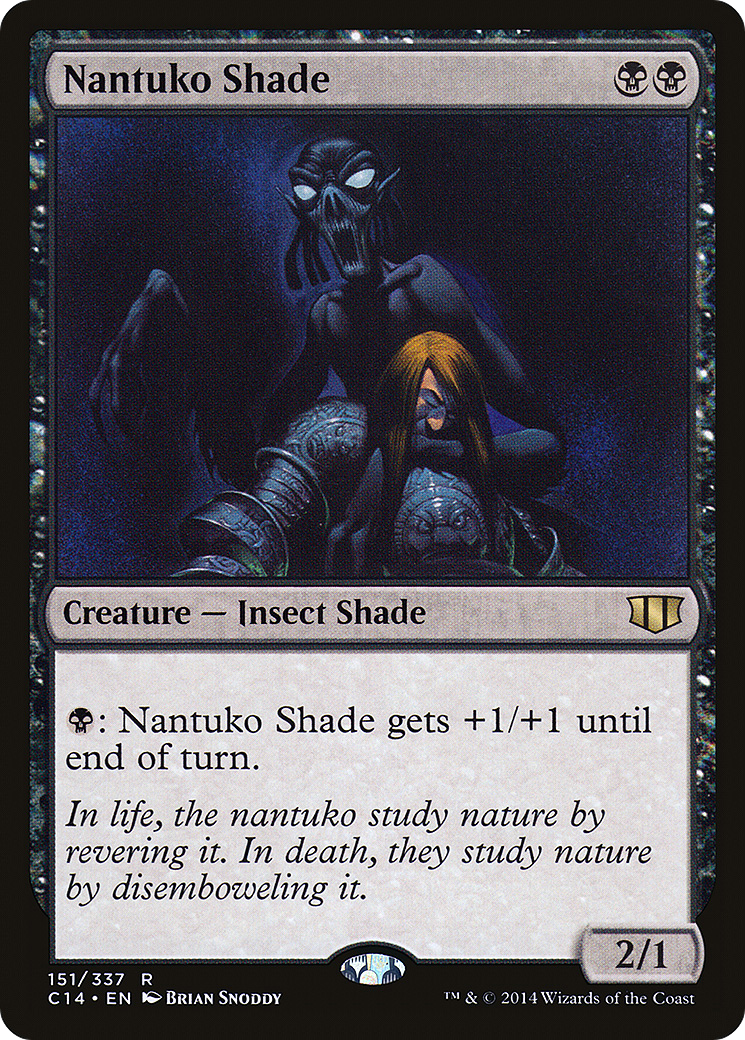 Nantuko Shade
Creature — Insect Shade
: Nantuko Shade gets +1/+1 until
end of turn.
In life, the nantuko study nature by
revering it. In death, they study nature
by disemboweling it.
2/1
151/337 R
C14 • EN Brian Snoddy
™ & © 2014 Wizards of the Coast